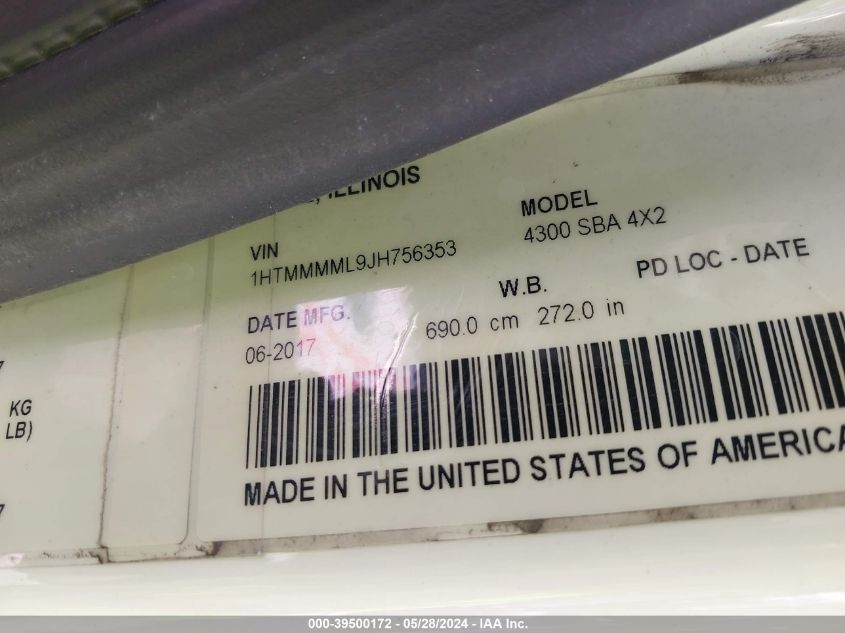 ILLINOIS
VIN
1HTMMMML9JH756353
MODEL
4300 SBA 4X2
DATE MFG.
06-2017
W.B.
690.0 cm 272.0 in
PD LOC - DATE
KG
LB)
MADE IN THE UNITED STATES OF AMERICA
000-39500172 - 05/28/2024 - IAA Inc.